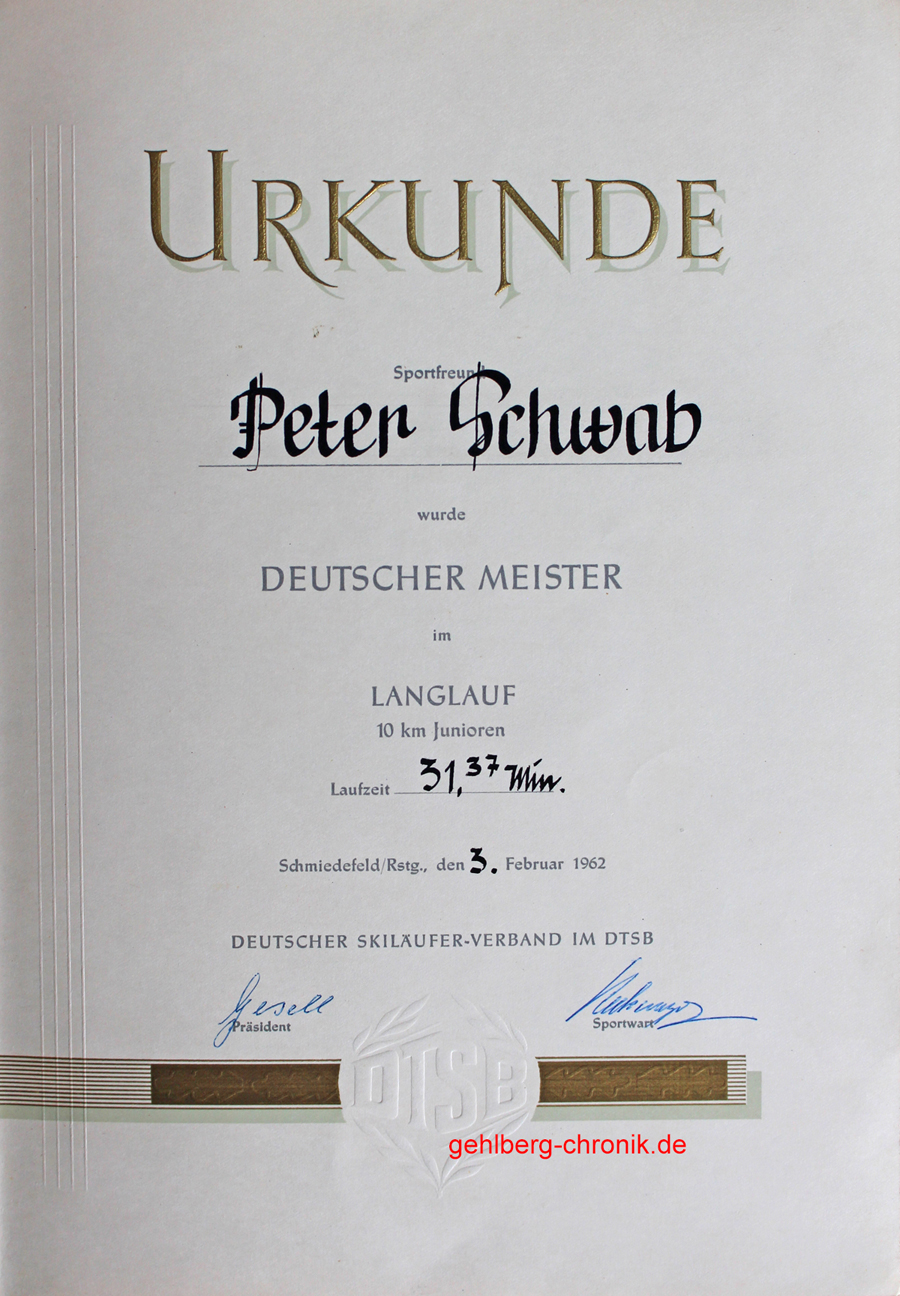 URKUNDE
Sportfreund
Peter Schwab
wurde
DEUTSCHER MEISTER
im
LANGLAUF
10 km Junioren
Laufzeit 31,37 Min.
Schmiedefeld/Rstg., den 3. Februar 1962
DEUTSCHER SKILÄUFER-VERBAND IM DTSB
Gesell
Präsident Sportwart
DTSB
gehlberg-chronik.de